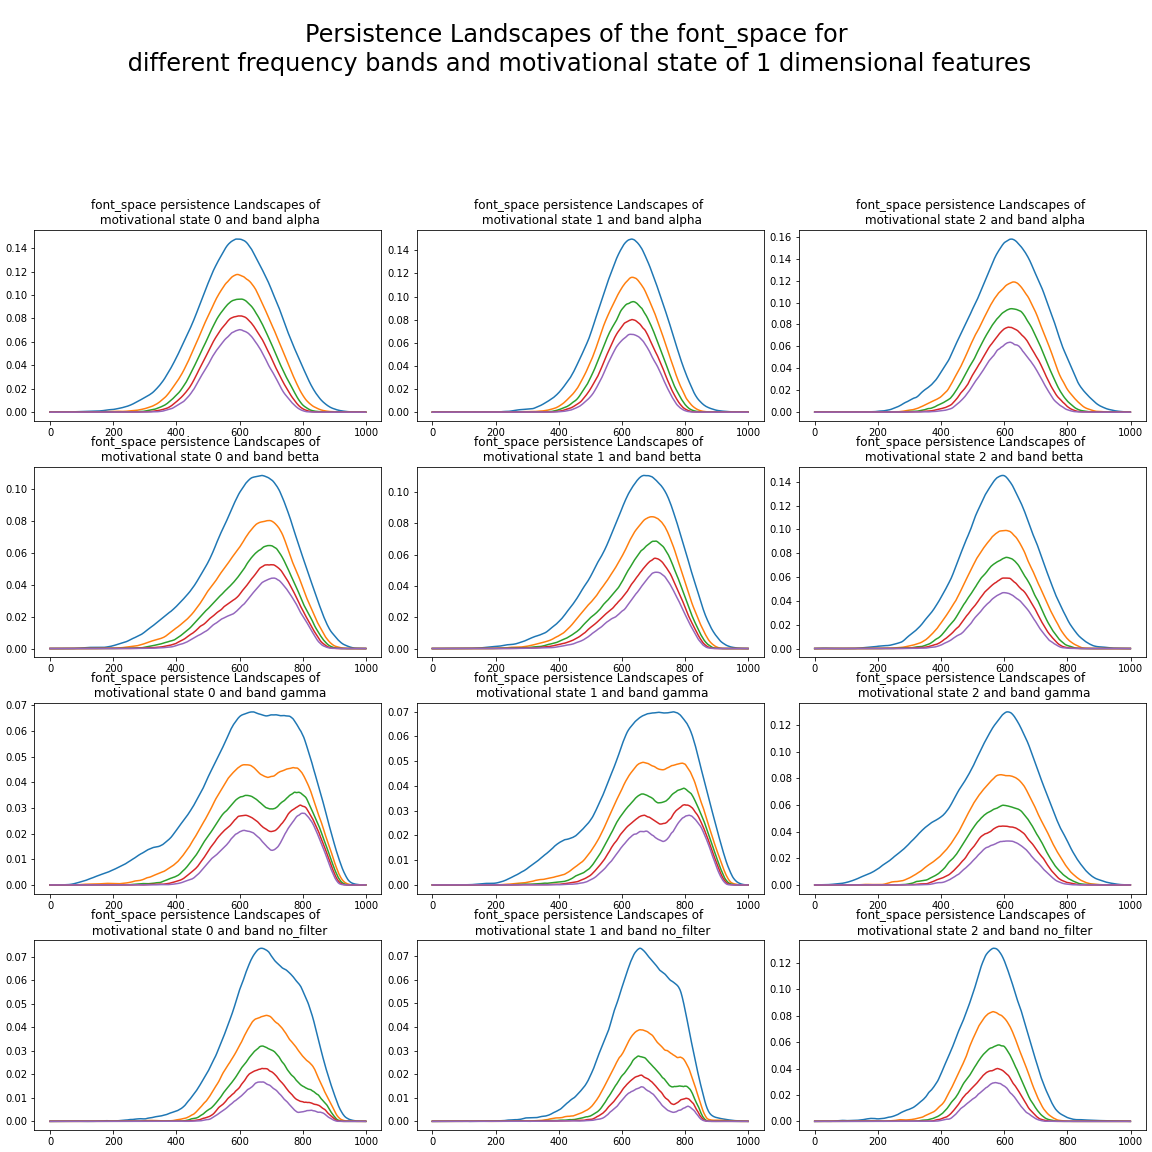 Persistence Landscapes of the font_space for
different frequency bands and motivational state of 1 dimensional features
font_space persistence Landscapes of
motivational state 0 and band alpha
0.14
0.12
0.10
0.08
0.06
0.04
0.02
0.00
0 200 400 600 800 1000
font_space persistence Landscapes of
motivational state 1 and band alpha
0.14
0.12
0.10
0.08
0.06
0.04
0.02
0.00
0 200 400 600 800 1000
font_space persistence Landscapes of
motivational state 2 and band alpha
0.16
0.14
0.12
0.10
0.08
0.06
0.04
0.02
0.00
0 200 400 600 800 1000
font_space persistence Landscapes of
motivational state 0 and band betta
0.10
0.08
0.06
0.04
0.02
0.00
0 200 400 600 800 1000
font_space persistence Landscapes of
motivational state 1 and band betta
0.10
0.08
0.06
0.04
0.02
0.00
0 200 400 600 800 1000
font_space persistence Landscapes of
motivational state 2 and band betta
0.14
0.12
0.10
0.08
0.06
0.04
0.02
0.00
0 200 400 600 800 1000
font_space persistence Landscapes of
motivational state 0 and band gamma
0.07
0.06
0.05
0.04
0.03
0.02
0.01
0.00
0 200 400 600 800 1000
font_space persistence Landscapes of
motivational state 1 and band gamma
0.07
0.06
0.05
0.04
0.03
0.02
0.01
0.00
0 200 400 600 800 1000
font_space persistence Landscapes of
motivational state 2 and band gamma
0.12
0.10
0.08
0.06
0.04
0.02
0.00
0 200 400 600 800 1000
font_space persistence Landscapes of
motivational state 0 and band no_filter
0.07
0.06
0.05
0.04
0.03
0.02
0.01
0.00
0 200 400 600 800 1000
font_space persistence Landscapes of
motivational state 1 and band no_filter
0.07
0.06
0.05
0.04
0.03
0.02
0.01
0.00
0 200 400 600 800 1000
font_space persistence Landscapes of
motivational state 2 and band no_filter
0.12
0.10
0.08
0.06
0.04
0.02
0.00
0 200 400 600 800 1000